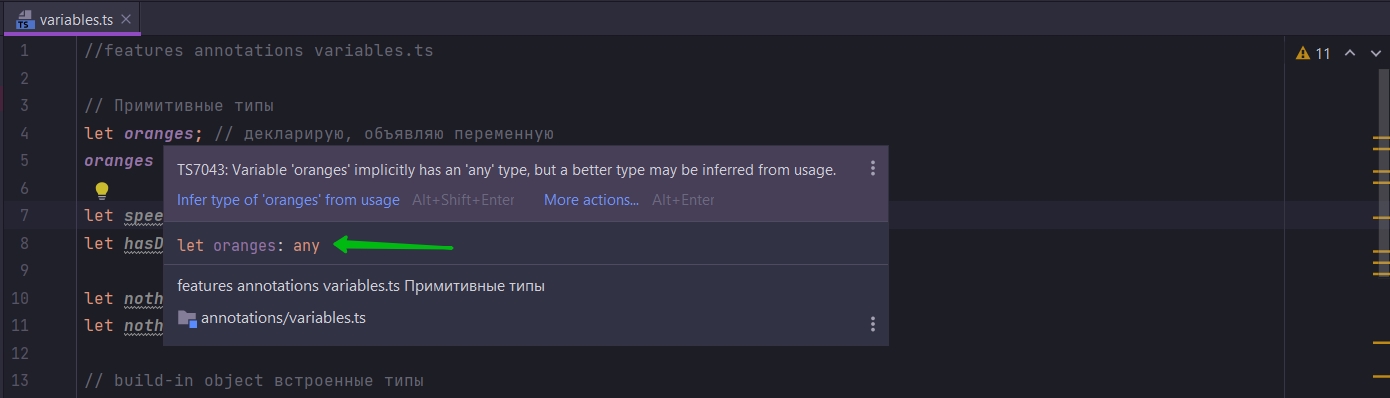 variables.ts
1 //features annotations variables.ts
11
2
3 // Примитивные типы
4 let oranges; // декларирую, объявляю переменную
5 oranges
TS7043: Variable 'oranges' implicitly has an 'any' type, but a better type may be inferred from usage.
Infer type of 'oranges' from usage Alt+Shift+Enter More actions... Alt+Enter
6
7 let spee
8 let hasD
let oranges: any
9
features annotations variables.ts Примитивные типы
10 let noth
11 let noth
annotations/variables.ts
12
13 // build-in object встроенные типы